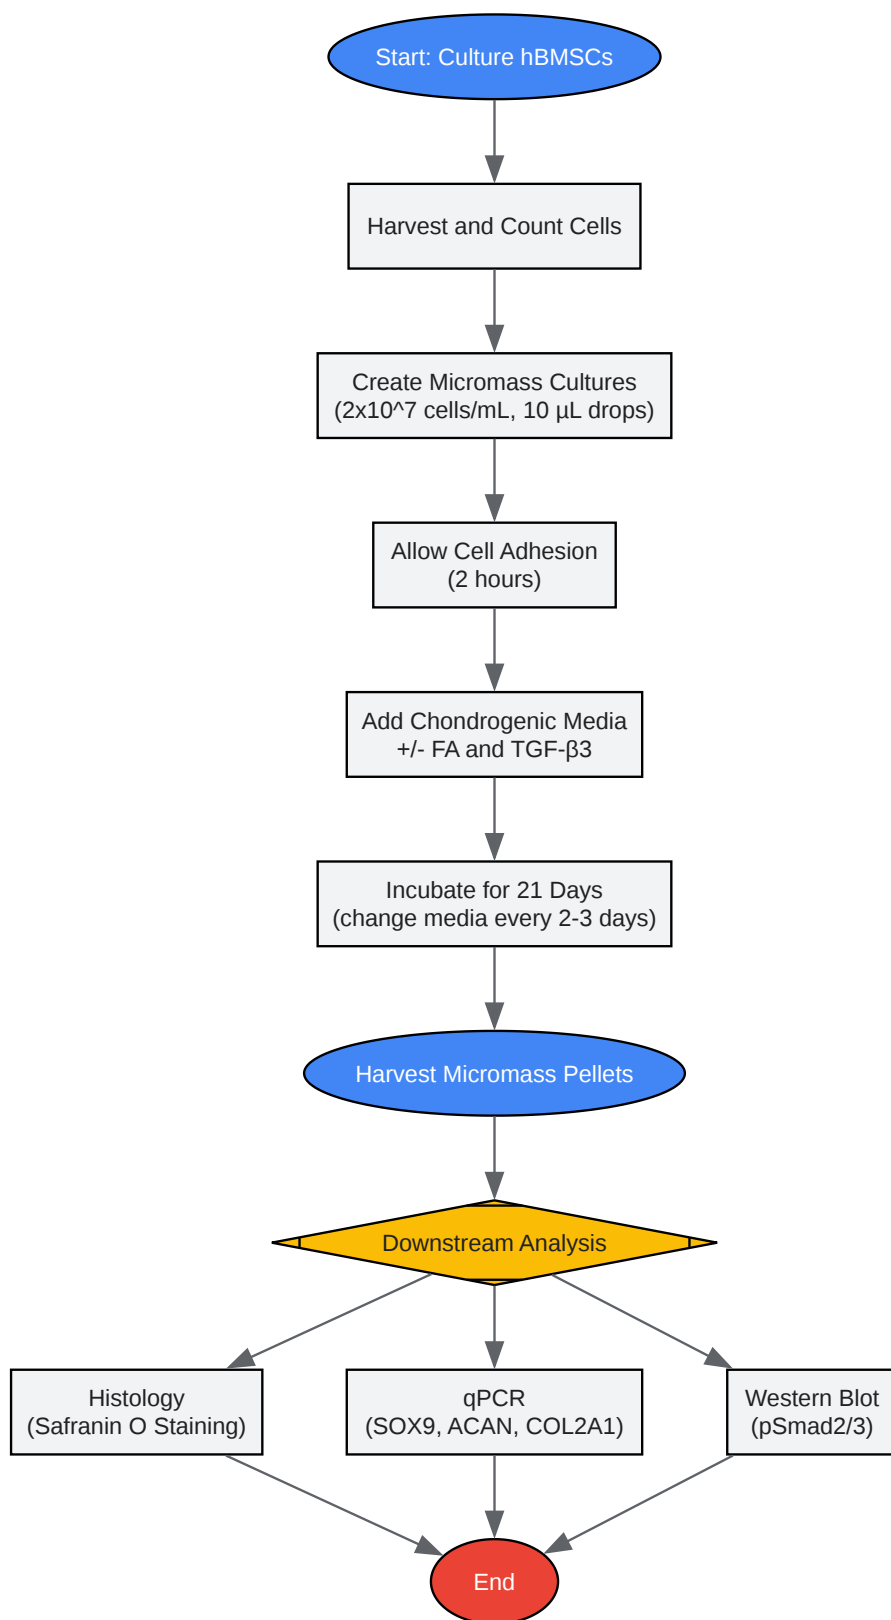 Start: Culture hBMSCs
Harvest and Count Cells
Create Micromass Cultures
(2x10^7 cells/mL, 10 µL drops)
Allow Cell Adhesion
(2 hours)
Add Chondrogenic Media
+/- FA and TGF-β3
Incubate for 21 Days
(change media every 2-3 days)
Harvest Micromass Pellets
Downstream Analysis
Histology
(Safranin O Staining)
qPCR
(SOX9, ACAN, COL2A1)
Western Blot
(pSmad2/3)
End